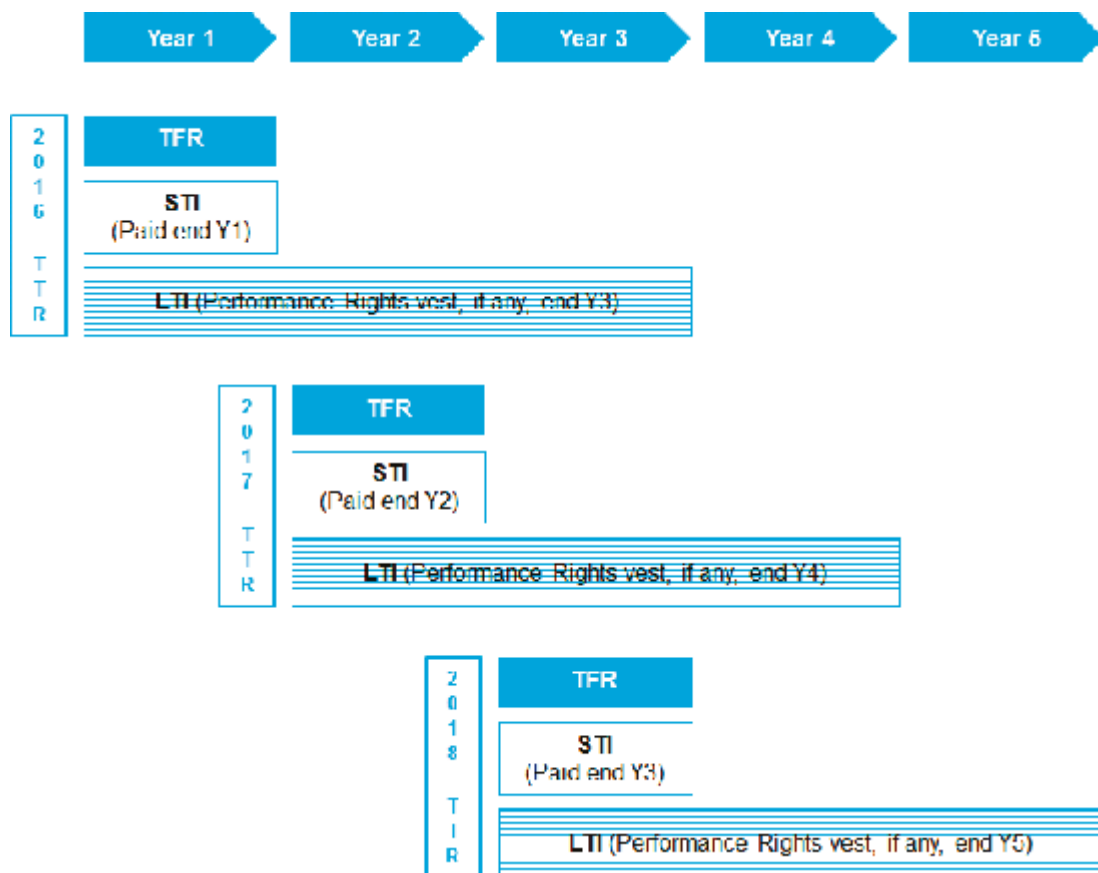 Year 1 Year 2 Year 3 Year 4 Year 5
2016 TTR
TFR
STI
(Paid end Y1)
LTI (Performance Rights vest, if any, end Y3)
2017 TTR
TFR
STI
(Paid end Y2)
LTI (Performance Rights vest, if any, end Y4)
2018 TTR
TFR
STI
(Paid end Y3)
LTI (Performance Rights vest, if any, end Y5)